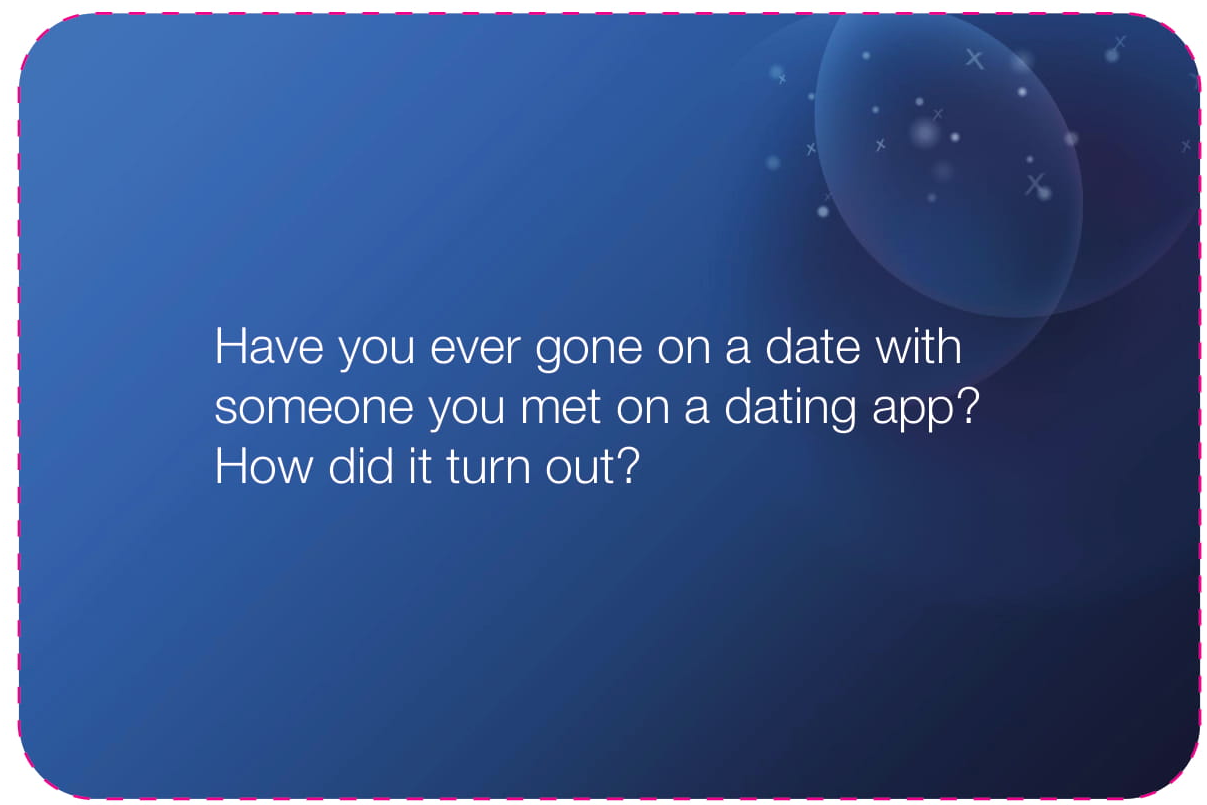 Have you ever gone on a date with
someone you met on a dating app?
How did it turn out?